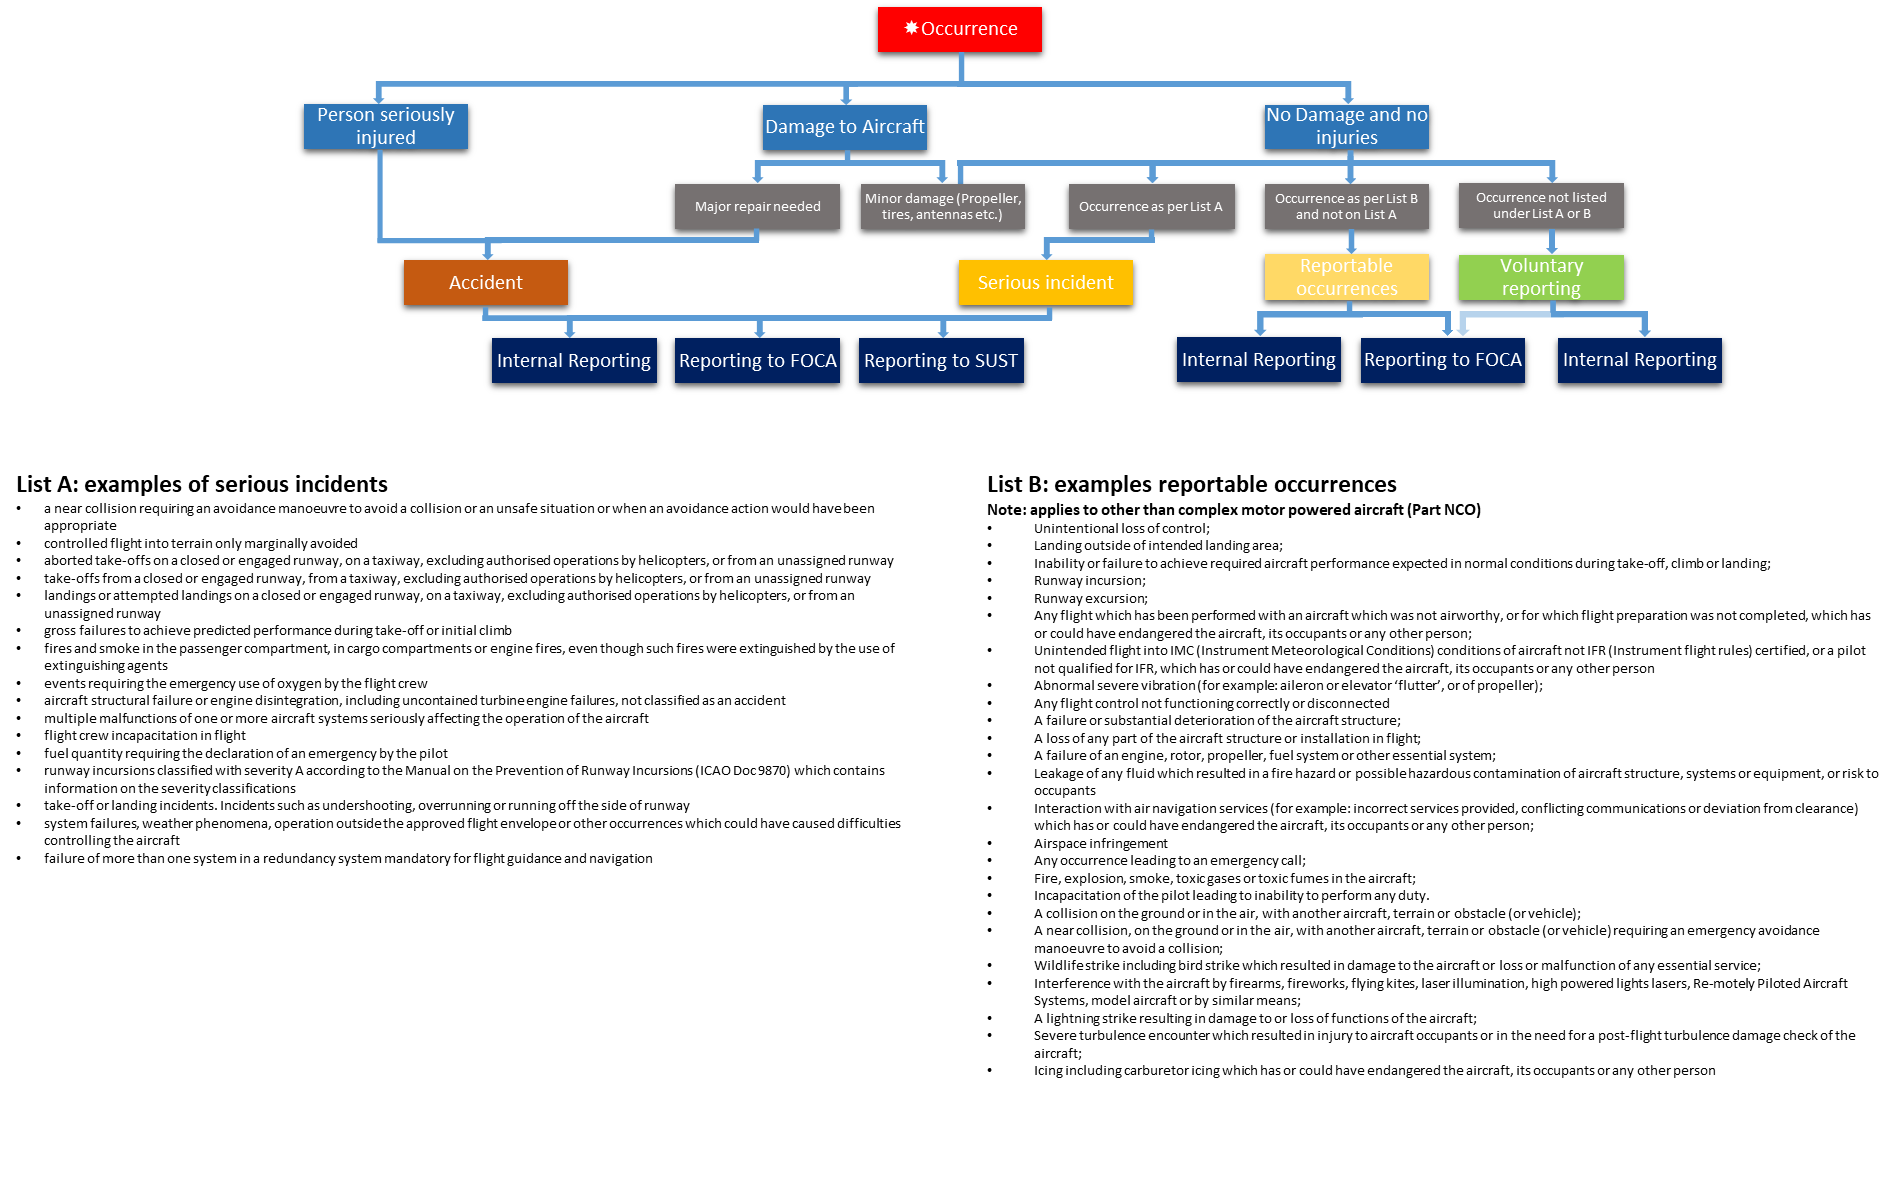 ✸Occurrence
Person seriously
injured
Damage to Aircraft
No Damage and no
injuries
Major repair needed
Minor damage (Propeller,
tires, antennas etc.)
Occurrence as per List A
Occurrence as per List B
and not on List A
Occurrence not listed
under List A or B
Accident
Serious incident
Reportable
occurrences
Voluntary
reporting
Internal Reporting
Reporting to FOCA
Reporting to SUST
Internal Reporting
Reporting to FOCA
Internal Reporting
List A: examples of serious incidents
• a near collision requiring an avoidance manoeuvre to avoid a collision or an unsafe situation or when an avoidance action would have been
appropriate
• controlled flight into terrain only marginally avoided
• aborted take-offs on a closed or engaged runway, on a taxiway, excluding authorised operations by helicopters, or from an unassigned runway
• take-offs from a closed or engaged runway, from a taxiway, excluding authorised operations by helicopters, or from an unassigned runway
• landings or attempted landings on a closed or engaged runway, on a taxiway, excluding authorised operations by helicopters, or from an
unassigned runway
• gross failures to achieve predicted performance during take-off or initial climb
• fires and smoke in the passenger compartment, in cargo compartments or engine fires, even though such fires were extinguished by the use of
extinguishing agents
• events requiring the emergency use of oxygen by the flight crew
• aircraft structural failure or engine disintegration, including uncontained turbine engine failures, not classified as an accident
• multiple malfunctions of one or more aircraft systems seriously affecting the operation of the aircraft
• flight crew incapacitation in flight
• fuel quantity requiring the declaration of an emergency by the pilot
• runway incursions classified with severity A according to the Manual on the Prevention of Runway Incursions (ICAO Doc 9870) which contains
information on the severity classifications
• take-off or landing incidents. Incidents such as undershooting, overrunning or running off the side of runway
• system failures, weather phenomena, operation outside the approved flight envelope or other occurrences which could have caused difficulties
controlling the aircraft
• failure of more than one system in a redundancy system mandatory for flight guidance and navigation
List B: examples reportable occurrences
Note: applies to other than complex motor powered aircraft (Part NCO)
• Unintentional loss of control;
• Landing outside of intended landing area;
• Inability or failure to achieve required aircraft performance expected in normal conditions during take-off, climb or landing;
• Runway incursion;
• Runway excursion;
• Any flight which has been performed with an aircraft which was not airworthy, or for which flight preparation was not completed, which has
or could have endangered the aircraft, its occupants or any other person;
• Unintended flight into IMC (Instrument Meteorological Conditions) conditions of aircraft not IFR (Instrument flight rules) certified, or a pilot
not qualified for IFR, which has or could have endangered the aircraft, its occupants or any other person
• Abnormal severe vibration (for example: aileron or elevator ‘flutter’, or of propeller);
• Any flight control not functioning correctly or disconnected
• A failure or substantial deterioration of the aircraft structure;
• A loss of any part of the aircraft structure or installation in flight;
• A failure of an engine, rotor, propeller, fuel system or other essential system;
• Leakage of any fluid which resulted in a fire hazard or possible hazardous contamination of aircraft structure, systems or equipment, or risk to
occupants
• Interaction with air navigation services (for example: incorrect services provided, conflicting communications or deviation from clearance)
which has or could have endangered the aircraft, its occupants or any other person;
• Airspace infringement
• Any occurrence leading to an emergency call;
• Fire, explosion, smoke, toxic gases or toxic fumes in the aircraft;
• Incapacitation of the pilot leading to inability to perform any duty.
• A collision on the ground or in the air, with another aircraft, terrain or obstacle (or vehicle);
• A near collision, on the ground or in the air, with another aircraft, terrain or obstacle (or vehicle) requiring an emergency avoidance
manoeuvre to avoid a collision;
• Wildlife strike including bird strike which resulted in damage to the aircraft or loss or malfunction of any essential service;
• Interference with the aircraft by firearms, fireworks, flying kites, laser illumination, high powered lights lasers, Re-motely Piloted Aircraft
Systems, model aircraft or by similar means;
• A lightning strike resulting in damage to or loss of functions of the aircraft;
• Severe turbulence encounter which resulted in injury to aircraft occupants or in the need for a post-flight turbulence damage check of the
aircraft;
• Icing including carburetor icing which has or could have endangered the aircraft, its occupants or any other person